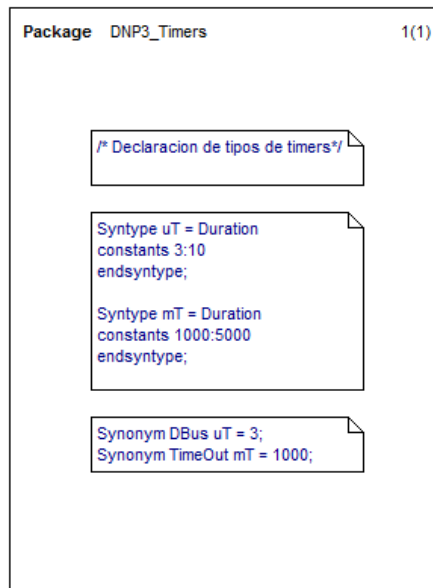 Package DNP3_Timers 1(1)
/* Declaracion de tipos de timers*/
Syntype uT = Duration
constants 3:10
endsyntype;
Syntype mT = Duration
constants 1000:5000
endsyntype;
Synonym DBus uT = 3;
Synonym TimeOut mT = 1000;